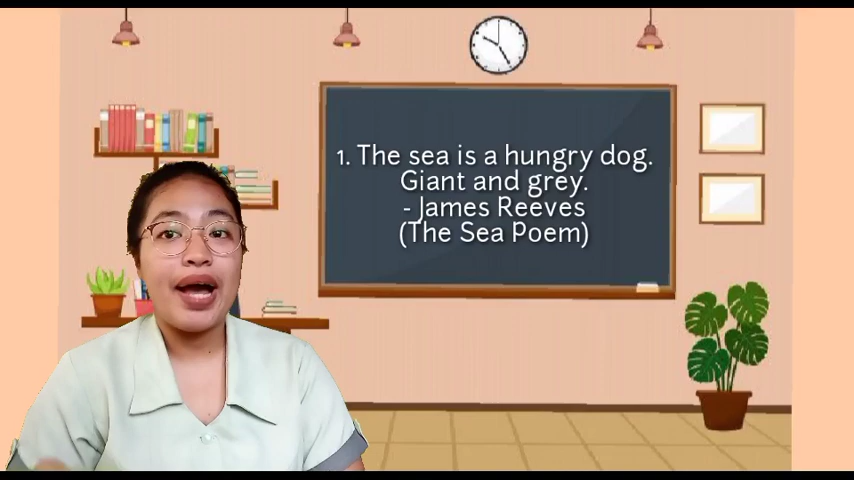 1. The sea is a hungry dog.
Giant and grey.
- James Reeves
(The Sea Poem)